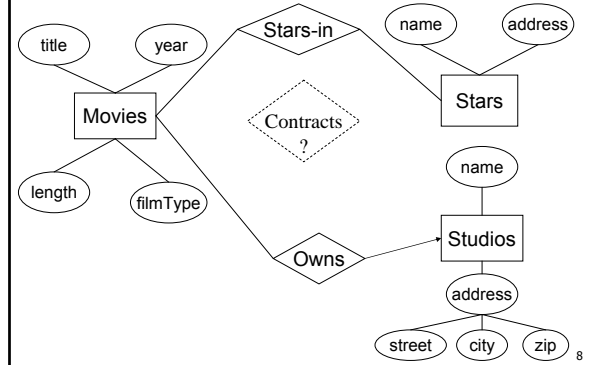 Stars-in
name
address
title
year
Movies
Stars
Contracts
?
length
filmType
name
Owns
Studios
address
street
city
zip
8